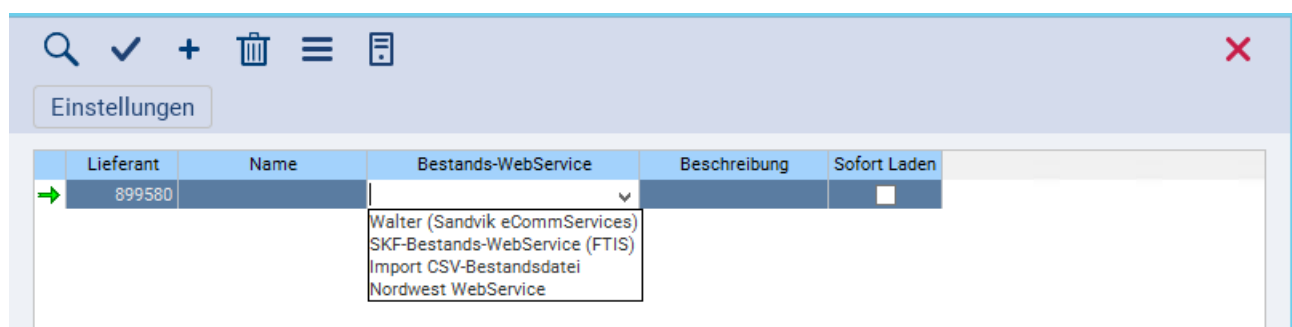 Einstellungen
Lieferant Name Bestands-WebService Beschreibung Sofort Laden
899580
Walter (Sandvik eCommServices)
SKF-Bestands-WebService (FTIS)
Import CSV-Bestandsdatei
Nordwest WebService